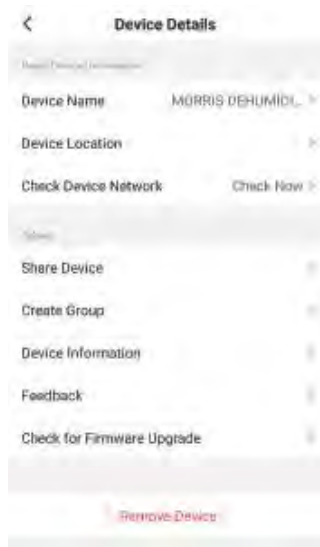 Device Details
Device Name MORRIS DEHUMIDI...
Device Location
Check Device Network Check Now
Share Device
Create Group
Device Information
Feedback
Check for Firmware Upgrade
Remove Device